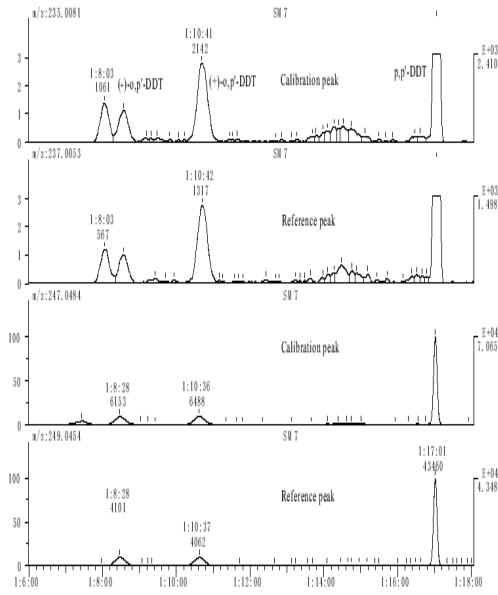 m/z:235.0081 SM 7
1:10:41
2142
1:8:03
1061
(-)-o,p'-DDT
(+)-o,p'-DDT
Calibration peak
p,p'-DDT
E+03
2.410
3
2
1
0
m/z:237.0053 SM 7
1:10:42
1317
1:8:03
567
Reference peak
E+03
1.498
3
2
1
0
m/z:247.0484 SM 7
Calibration peak
1:8:28
6153
1:10:36
6488
E+04
7.065
100
50
0
m/z:249.0454 SM 7
1:17:01
43460
Reference peak
1:8:28
4101
1:10:37
4062
E+04
4.348
100
50
0
1:6:00 1:8:00 1:10:00 1:12:00 1:14:00 1:16:00 1:18:00